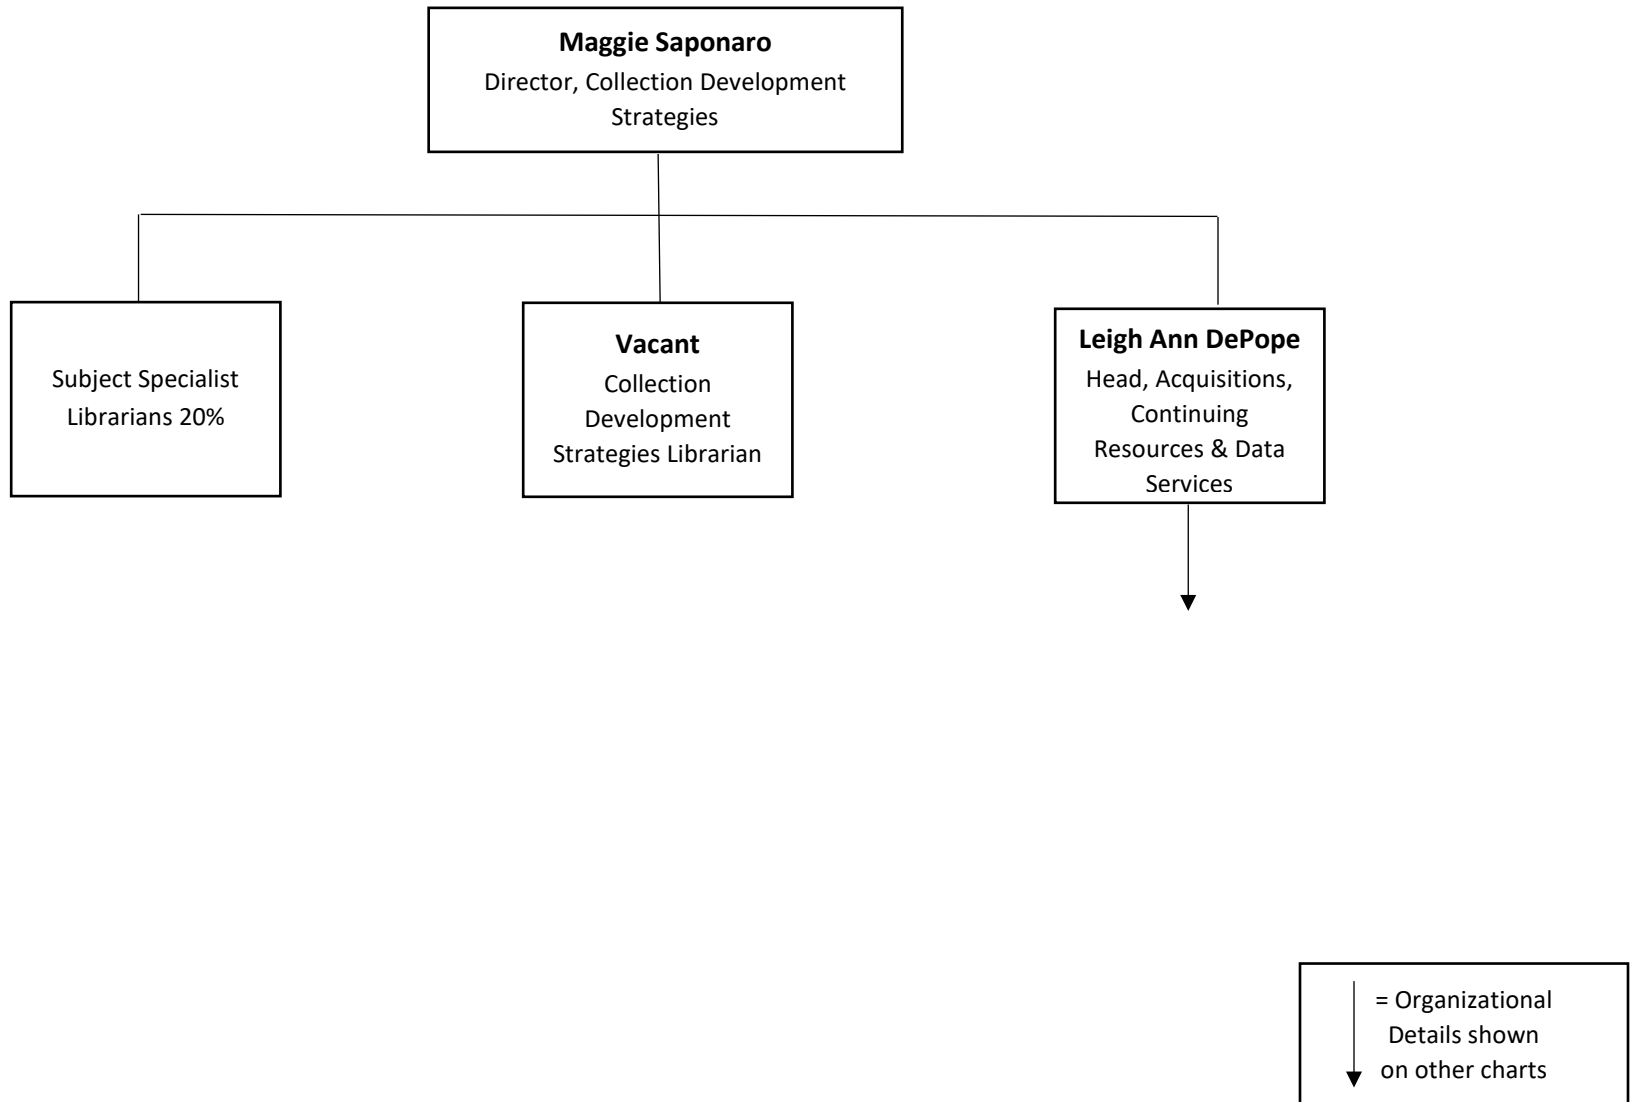 Maggie Saponaro
Director, Collection Development
Strategies
Subject Specialist
Librarians 20%
Vacant
Collection
Development
Strategies Librarian
Leigh Ann DePope
Head, Acquisitions,
Continuing
Resources & Data
Services
= Organizational
Details shown
on other charts